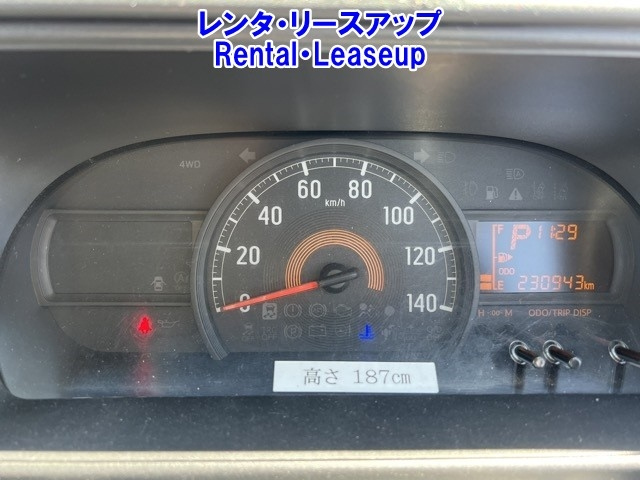 レンタ・リースアップ
Rental・Leaseup
4WD
60 80
km/h
40 100
20 120
0 140
F P 11:29
ODO
E 230943km
H M ODO/TRIP DISP
高さ 187cm